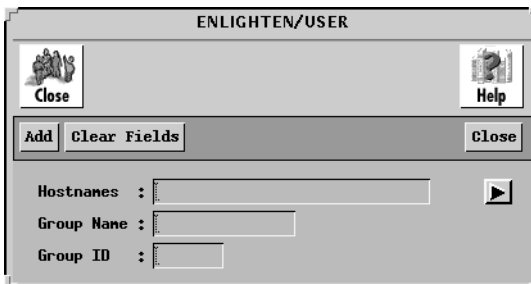 ENLIGHTEN/USER
Close
Help
Add Clear Fields Close
Hostnames :
Group Name :
Group ID :